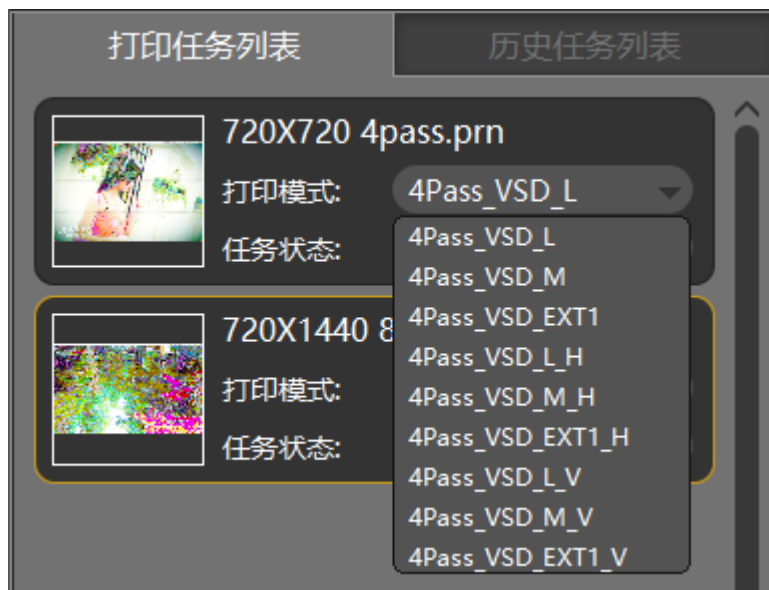 打印任务列表
历史任务列表
720X720 4pass.prn
打印模式:
4Pass_VSD_L
任务状态:
4Pass_VSD_L
4Pass_VSD_M
4Pass_VSD_EXT1
4Pass_VSD_L_H
4Pass_VSD_M_H
4Pass_VSD_EXT1_H
4Pass_VSD_L_V
4Pass_VSD_M_V
4Pass_VSD_EXT1_V
720X1440 8
打印模式:
任务状态: